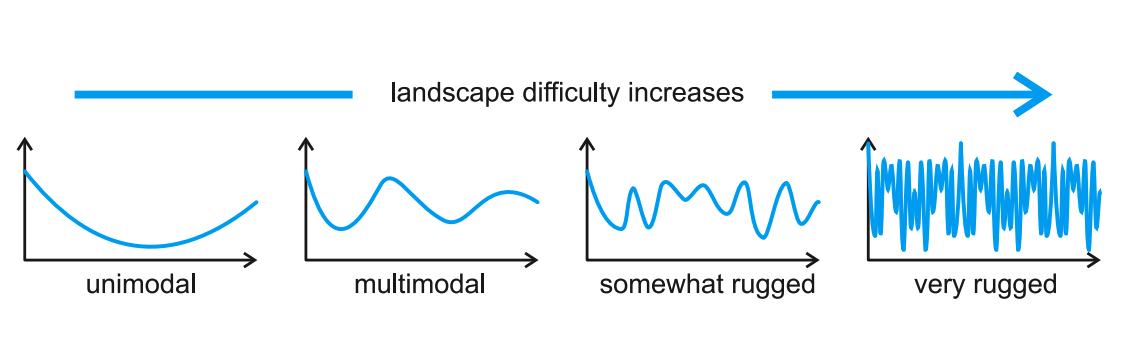 landscape difficulty increases
unimodal
multimodal
somewhat rugged
very rugged